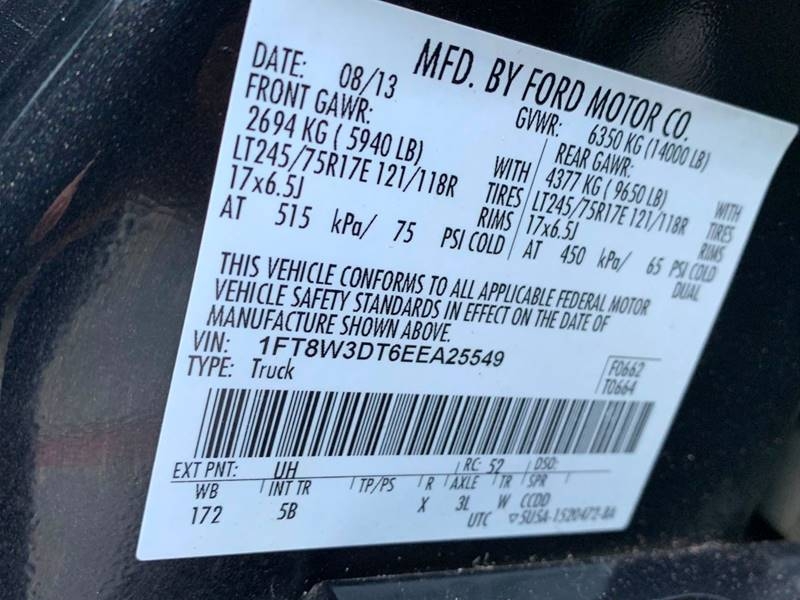 MFD. BY FORD MOTOR CO.
DATE: 08/13 GVWR: 6350 KG (14000 LB)
FRONT GAWR: REAR GAWR:
2694 KG ( 5940 LB) WITH 4377 KG ( 9650 LB) WITH
LT245/75R17E 121/118R TIRES LT245/75R17E 121/118R TIRES
17x6.5J RIMS 17x6.5J RIMS
AT 515 kPa/ 75 PSI COLD AT 450 kPa/ 65 PSI COLD
DUAL
THIS VEHICLE CONFORMS TO ALL APPLICABLE FEDERAL MOTOR
VEHICLE SAFETY STANDARDS IN EFFECT ON THE DATE OF
MANUFACTURE SHOWN ABOVE.
VIN: 1FT8W3DT6EEA25549
TYPE: Truck
F0662
T0664
EXT PNT: UH RC: 52 DSO:
WB INT TR TP/PS R AXLE TR SPR
172 5B X 3L W CCDD
UTC ▽5U5A-1520472-BA